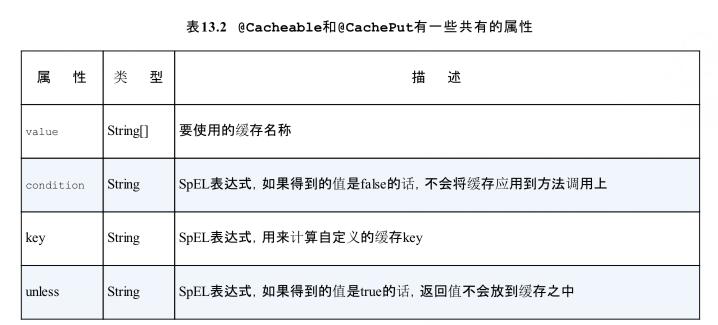 表13.2 @Cacheable和@CachePut有一些共有的属性
属 性 类 型 描 述
value String[] 要使用的缓存名称
condition String SpEL表达式，如果得到的值是false的话，不会将缓存应用到方法调用上
key String SpEL表达式，用来计算自定义的缓存key
unless String SpEL表达式，如果得到的值是true的话，返回值不会放到缓存之中